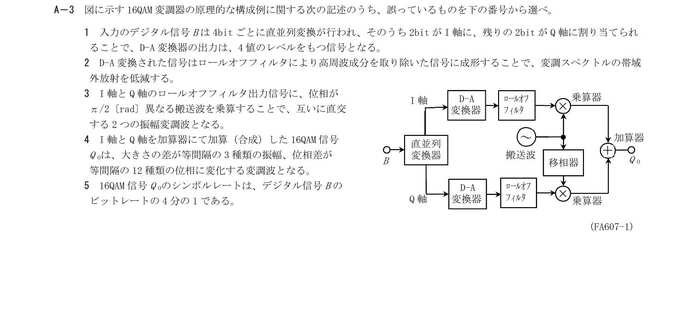 A-3 図に示す 16QAM 変調器の原理的な構成例に関する次の記述のうち、誤っているものを下の番号から選べ。
1 入力のデジタル信号 B は 4bit ごとに直並列変換が行われ、そのうち 2bit が I 軸に、残りの 2bit が Q 軸に割り当てられ
ることで、D-A 変換器の出力は、4 値のレベルをもつ信号となる。
2 D-A 変換された信号はロールオフフィルタにより高周波成分を取り除いた信号に成形することで、変調スペクトルの帯域
外放射を低減する。
3 I 軸と Q 軸のロールオフフィルタ出力信号に、位相が
π/2〔rad〕異なる搬送波を乗算することで、互いに直交
する 2 つの振幅変調波となる。
4 I 軸と Q 軸を加算器にて加算（合成）した 16QAM 信号
Q₀は、大きさの差が等間隔の 3 種類の振幅、位相差が
等間隔の 12 種類の位相に変化する変調波となる。
5 16QAM 信号 Q₀のシンボルレートは、デジタル信号 B の
ビットレートの 4 分の 1 である。
I 軸
D-A
変換器
ロールオフ
フィルタ
乗算器
B
直並列
変換器
搬送波
移相器
加算器
Q₀
Q 軸
D-A
変換器
ロールオフ
フィルタ
乗算器
(FA607-1)